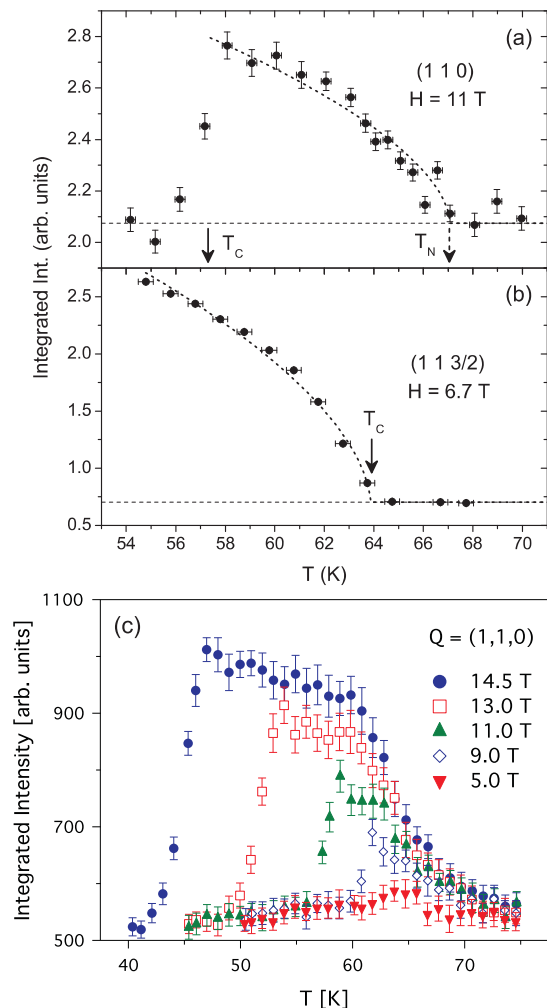 (a)
2.8
(1 1 0)
H = 11 T
2.6
2.4
2.2
2.0
T_C
T_N
Integrated Int. (arb. units)
(b)
2.5
(1 1 3/2)
H = 6.7 T
2.0
T_C
1.5
1.0
0.5
54 56 58 60 62 64 66 68 70
T (K)
1100
(c)
Q = (1,1,0)
14.5 T
13.0 T
11.0 T
9.0 T
5.0 T
900
700
500
Integrated Intensity [arb. units]
40 50 60 70
T [K]